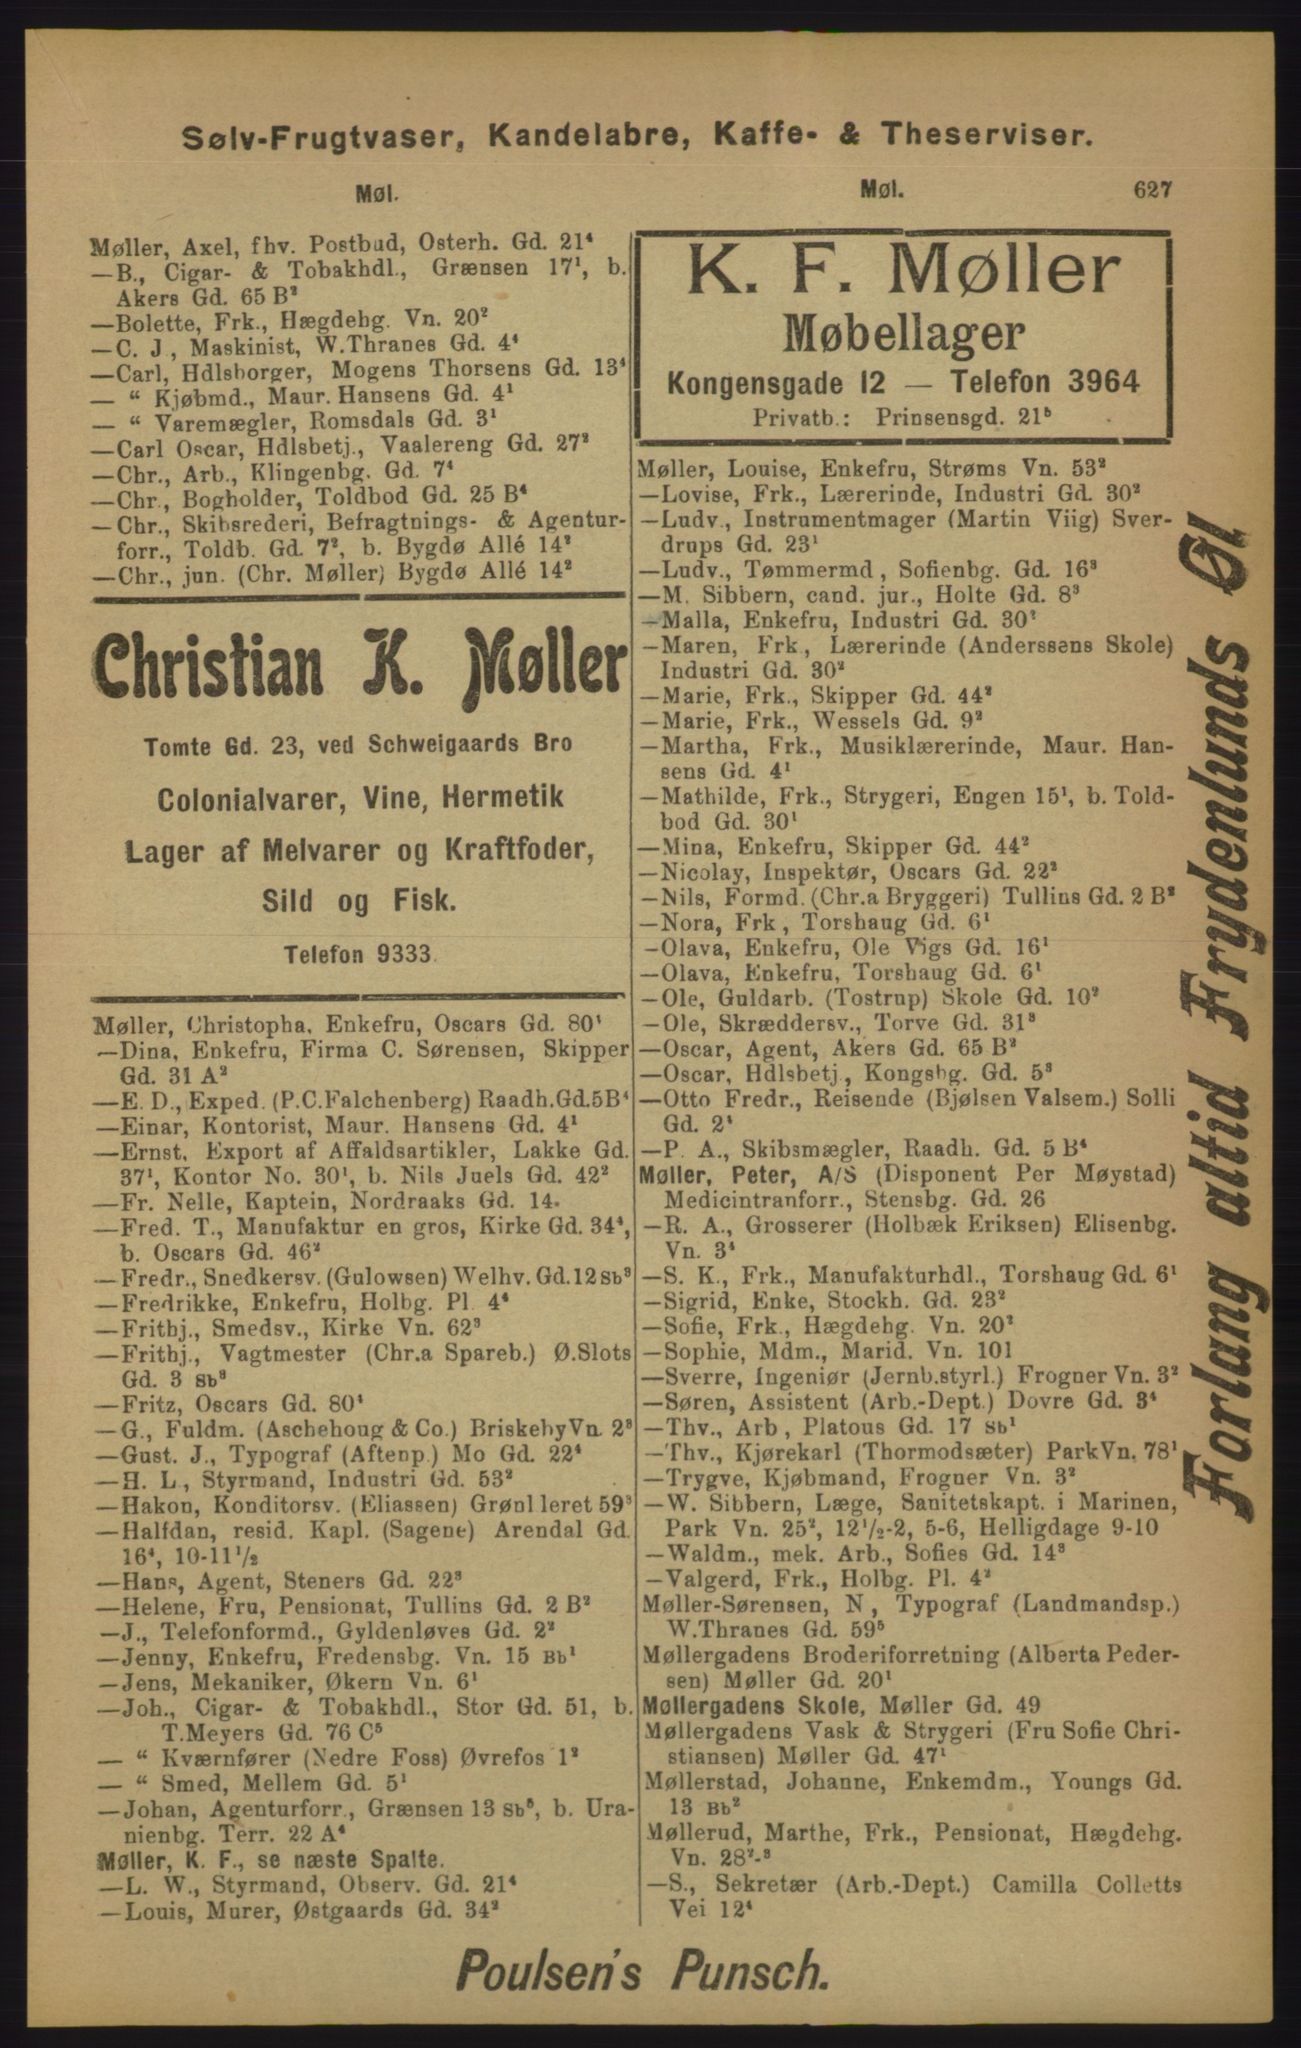 Sølv-Frugtvaser, Kandelabre, Kaffe- & Theserviser.
Møl.
Møller, Axel, fhv. Postbud, Osterh. Gd. 21⁴
—B., Cigar- & Tobakhdl., Grænsen 17¹, b.
Akers Gd. 65 B²
—Bolette, Frk., Hægdehg. Vn. 20²
—C. J., Maskinist, W.Thranes Gd. 4⁴
—Carl, Hdlsborger, Mogens Thorsens Gd. 13⁴
— “ Kjøbmd., Maur. Hansens Gd. 4¹
— “ Varemægler, Romsdals Gd. 3¹
—Carl Oscar, Hdlsbetj., Vaalereng Gd. 27²
—Chr., Arb., Klingenbg. Gd. 7⁴
—Chr., Bogholder, Toldbod Gd. 25 B⁴
—Chr., Skibsrederi, Befragtnings- & Agentur-
forr., Toldb. Gd. 7², b. Bygdø Allé 14²
—Chr., jun. (Chr. Møller) Bygdø Allé 14²
Christian K. Møller
Tomte Gd. 23, ved Schweigaards Bro
Colonialvarer, Vine, Hermetik
Lager af Melvarer og Kraftfoder,
Sild og Fisk.
Telefon 9333.
Møller, Christopha, Enkefru, Oscars Gd. 80¹
—Dina, Enkefru, Firma C. Sørensen, Skipper
Gd. 31 A²
—E. D., Exped. (P.C.Falchenberg) Raadh.Gd.5B⁴
—Einar, Kontorist, Maur. Hansens Gd. 4¹
—Ernst, Export af Affaldsartikler, Lakke Gd.
37¹, Kontor No. 30¹, b. Nils Juels Gd. 42²
—Fr. Nelle, Kaptein, Nordraaks Gd. 14.
—Fred. T., Manufaktur en gros, Kirke Gd. 34⁴,
b. Oscars Gd. 46²
—Fredr., Snedkersv. (Gulowsen) Welhv. Gd. 12 Sb³
—Fredrikke, Enkefru, Holbg. Pl. 4⁴
—Frithj., Smedsv., Kirke Vn. 62³
—Frithj., Vagtmester (Chr.a Spareb.) Ø.Slots
Gd. 3 Sb³
—Fritz, Oscars Gd. 80¹
—G., Fuldm. (Aschehoug & Co.) Briskeby Vn. 2³
—Gust. J., Typograf (Aftenp.) Mo Gd. 22⁴
—H. L., Styrmand, Industri Gd. 53²
—Hakon, Konditorsv. (Eliassen) Grønl leret 59³
—Halfdan, resid. Kapl. (Sagene) Arendal Gd.
16⁴, 10-11¹/₂
—Hans, Agent, Steners Gd. 22³
—Helene, Fru, Pensionat, Tullins Gd. 2 B²
—J., Telefonformd., Gyldenløves Gd. 2²
—Jenny, Enkefru, Fredensbg. Vn. 15 Bb¹
—Jens, Mekaniker, Økern Vn. 6¹
—Joh., Cigar- & Tobakhdl., Stor Gd. 51, b.
T.Meyers Gd. 76 C⁵
— “ Kværnfører (Nedre Foss) Øvrefos 1²
— “ Smed, Mellem Gd. 5¹
—Johan, Agenturforr., Grænsen 13 Sb⁵, b. Ura-
nienbg. Terr. 22 A⁴
Møller, K. F., se næste Spalte.
—L. W., Styrmand, Observ. Gd. 21⁴
—Louis, Murer, Østgaards Gd. 34²
Møl. 627
K. F. Møller
Møbellager
Kongensgade 12 — Telefon 3964
Privatb.: Prinsensgd. 21⁵
Møller, Louise, Enkefru, Strøms Vn. 53²
—Lovise, Frk., Lærerinde, Industri Gd. 30²
—Ludv., Instrumentmager (Martin Viig) Sver-
drups Gd. 23¹
—Ludv., Tømmermd., Sofienbg. Gd. 16³
—M. Sibbern, cand. jur., Holte Gd. 8³
—Malla, Enkefru, Industri Gd. 30²
—Maren, Frk., Lærerinde (Anderssens Skole)
Industri Gd. 30²
—Marie, Frk., Skipper Gd. 44²
—Marie, Frk., Wessels Gd. 9²
—Martha, Frk., Musiklærerinde, Maur. Han-
sens Gd. 4¹
—Mathilde, Frk., Strygeri, Engen 15¹, b. Told-
bod Gd. 30¹
—Mina, Enkefru, Skipper Gd. 44²
—Nicolay, Inspektør, Oscars Gd. 22²
—Nils, Formd. (Chr.a Bryggeri) Tullins Gd. 2 B²
—Nora, Frk., Torshaug Gd. 6¹
—Olava, Enkefru, Ole Vigs Gd. 16¹
—Olava, Enkefru, Torshaug Gd. 6¹
—Ole, Guldarb. (Tostrup) Skole Gd. 10²
—Ole, Skræddersv., Torve Gd. 31³
—Oscar, Agent, Akers Gd. 65 B²
—Oscar, Hdlsbetj., Kongsbg. Gd. 5³
—Otto Fredr., Reisende (Bjølsen Valsem.) Solli
Gd. 2⁴
—P. A., Skibsmægler, Raadh. Gd. 5 B⁴
Møller, Peter, A/S (Disponent Per Møystad)
Medicintranforr., Stensbg. Gd. 26
—R. A., Grosserer (Holbæk Eriksen) Elisenbg.
Vn. 3⁴
—S. K., Frk., Manufakturhdl., Torshaug Gd. 6¹
—Sigrid, Enke, Stockh. Gd. 23²
—Sofie, Frk., Hægdehg. Vn. 20²
—Sophie, Mdm., Marid. Vn. 101
—Sverre, Ingeniør (Jernb.styrl.) Frogner Vn. 3²
—Søren, Assistent (Arb.-Dept.) Dovre Gd. 3⁴
—Thv., Arb., Platous Gd. 17 Sb¹
—Thv., Kjørekarl (Thormodsæter) ParkVn. 78¹
—Trygve, Kjøbmand, Frogner Vn. 3²
—W. Sibbern, Læge, Sanitetskapt. i Marinen,
Park Vn. 25², 12¹/₂-2, 5-6, Helligdage 9-10
—Waldm., mek. Arb., Sofies Gd. 14³
—Valgerd, Frk., Holbg. Pl. 4²
Møller-Sørensen, N., Typograf (Landmandsp.)
W.Thranes Gd. 59⁵
Møllergadens Broderiforretning (Alberta Peder-
sen) Møller Gd. 20¹
Møllergadens Skole, Møller Gd. 49
Møllergadens Vask & Strygeri (Fru Sofie Chri-
stiansen) Møller Gd. 47¹
Møllerstad, Johanne, Enkemdm., Youngs Gd.
13 Bb²
Møllerud, Marthe, Frk., Pensionat, Hægdehg.
Vn. 28²-³
—S., Sekretær (Arb.-Dept.) Camilla Colletts
Vei 12⁴
Forlang altid Frydenlunds Øl
Poulsen's Punsch.